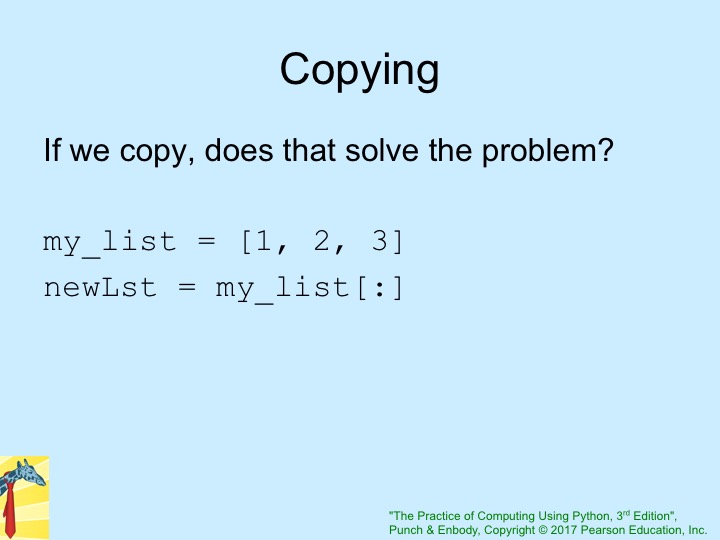 Copying
If we copy, does that solve the problem?
my_list = [1, 2, 3]
newLst = my_list[:]
"The Practice of Computing Using Python, 3rd Edition",
Punch & Enbody, Copyright © 2017 Pearson Education, Inc.